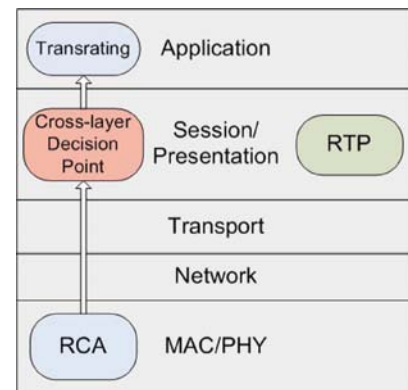 Transrating
Application
Cross-layer
Decision
Point
Session/
Presentation
RTP
Transport
Network
RCA
MAC/PHY